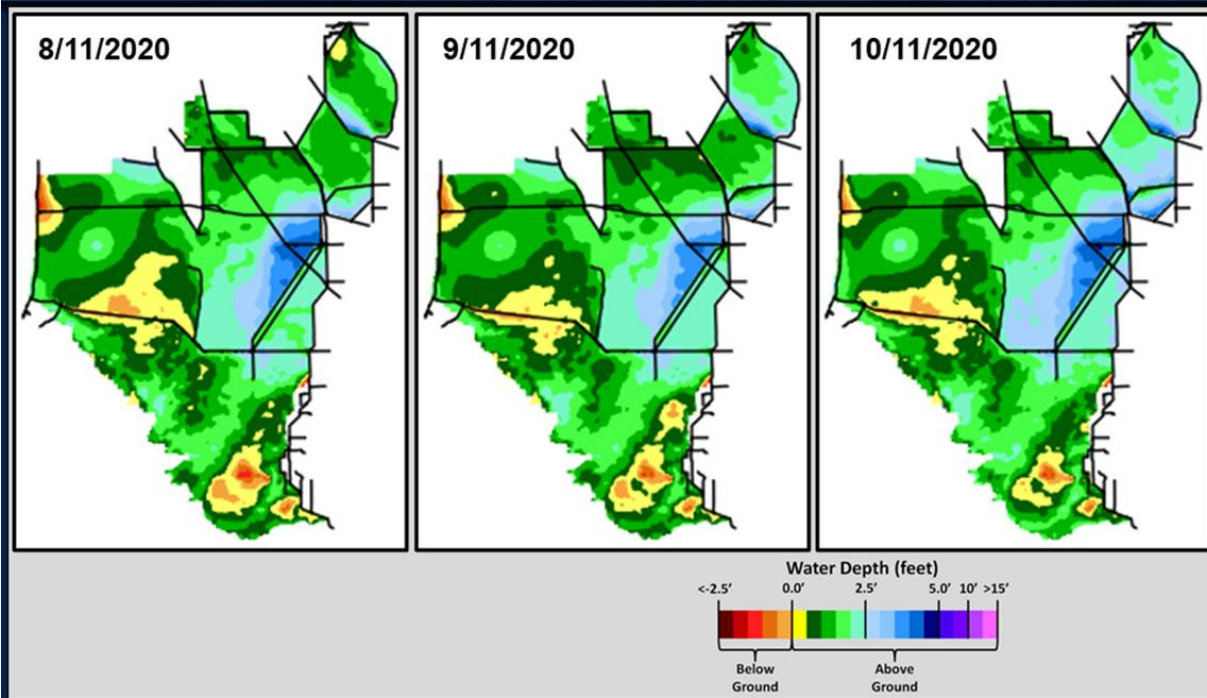 8/11/2020
9/11/2020
10/11/2020
Water Depth (feet)
<-2.5’ 0.0’ 2.5’ 5.0’ 10’ >15’
Below Above
Ground Ground